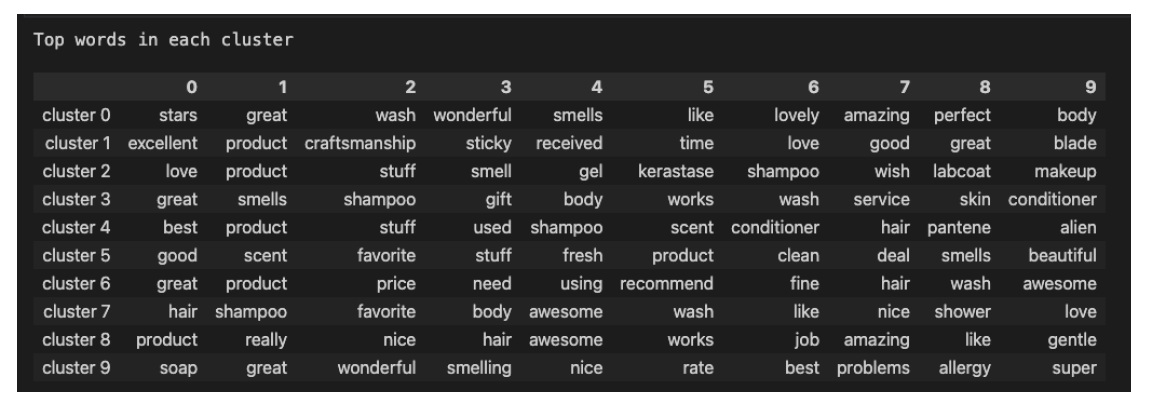 Top words in each cluster
0 1 2 3 4 5 6 7 8 9
cluster 0 stars great wash wonderful smells like lovely amazing perfect body
cluster 1 excellent product craftsmanship sticky received time love good great blade
cluster 2 love product stuff smell gel kerastase shampoo wish labcoat makeup
cluster 3 great smells shampoo gift body works wash service skin conditioner
cluster 4 best product stuff used shampoo scent conditioner hair pantene alien
cluster 5 good scent favorite stuff fresh product clean deal smells beautiful
cluster 6 great product price need using recommend fine hair wash awesome
cluster 7 hair shampoo favorite body awesome wash like nice shower love
cluster 8 product really nice hair awesome works job amazing like gentle
cluster 9 soap great wonderful smelling nice rate best problems allergy super